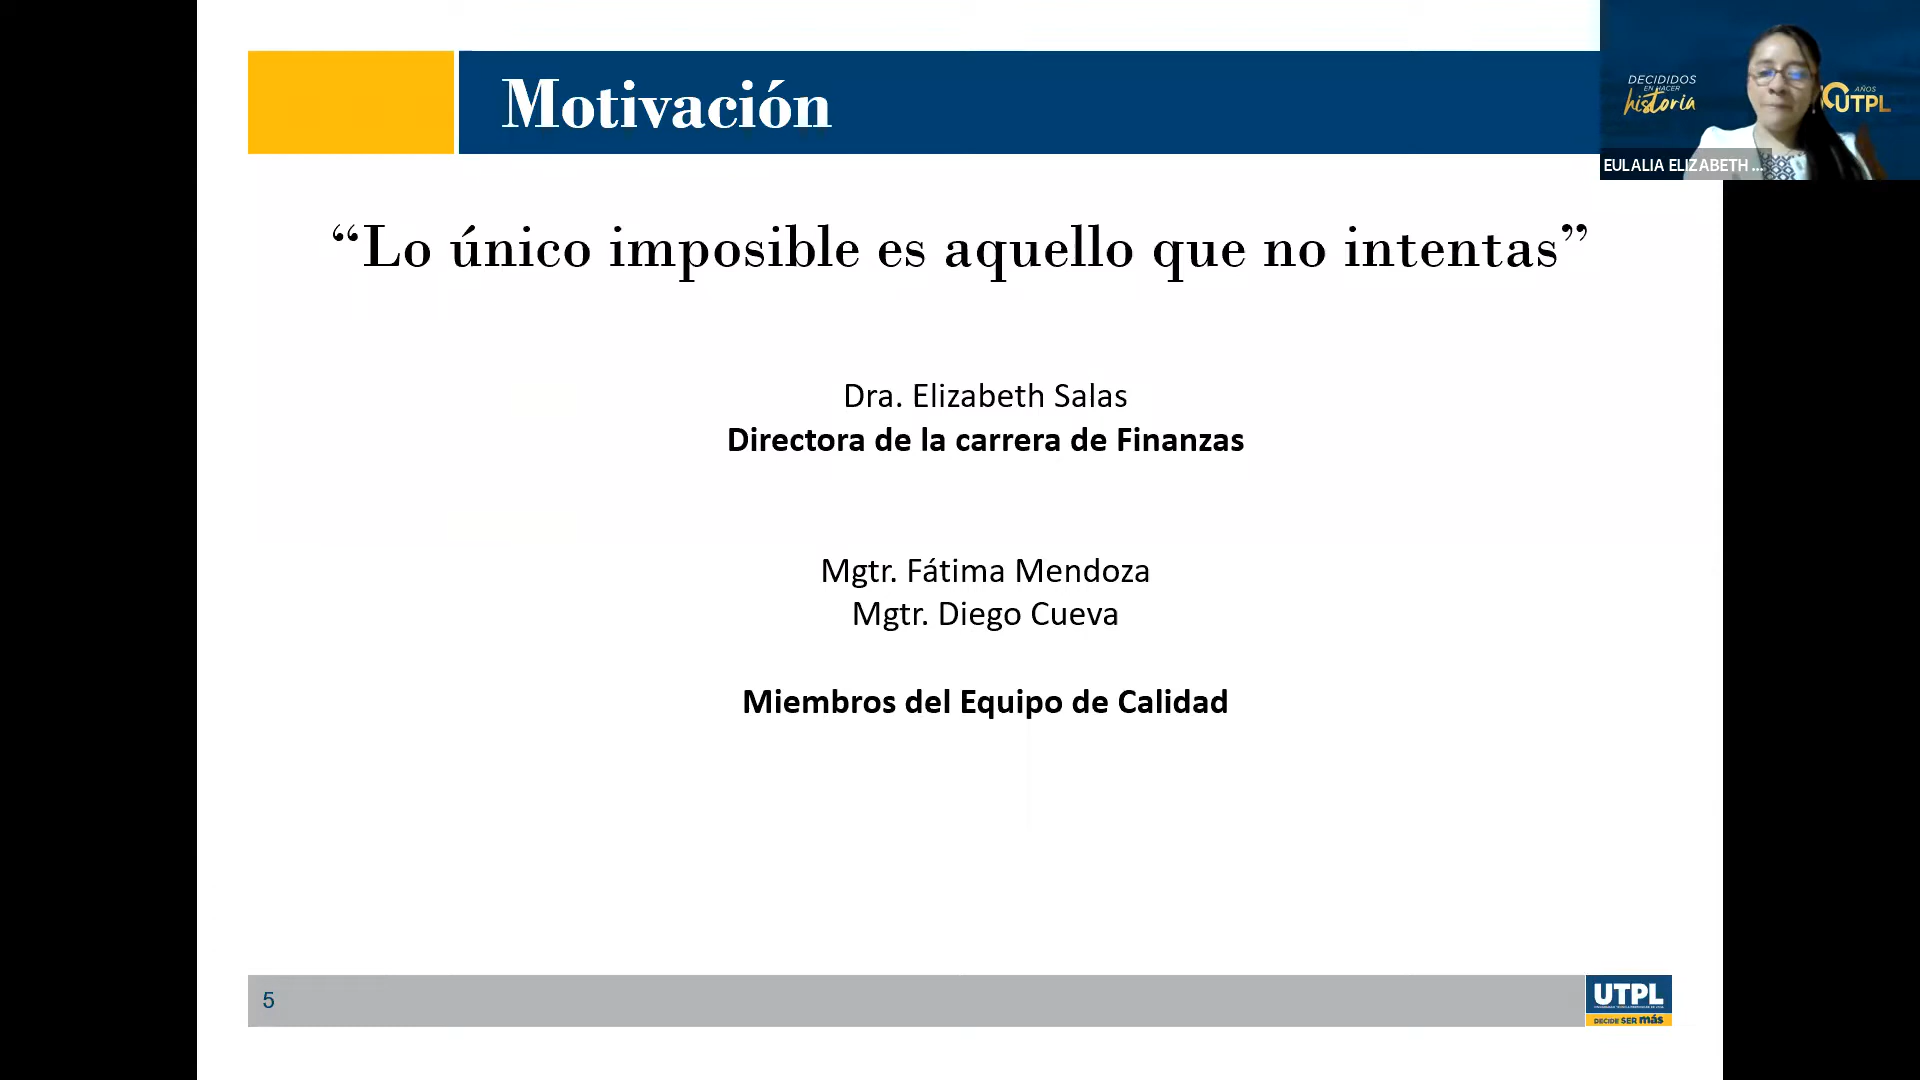 Motivación
DECIDIDOS
EN HACER
historia
AÑOS
UTPL
EULALIA ELIZABETH ...
“Lo único imposible es aquello que no intentas”
Dra. Elizabeth Salas
Directora de la carrera de Finanzas
Mgtr. Fátima Mendoza
Mgtr. Diego Cueva
Miembros del Equipo de Calidad
5
UTPL
DECIDE SER más